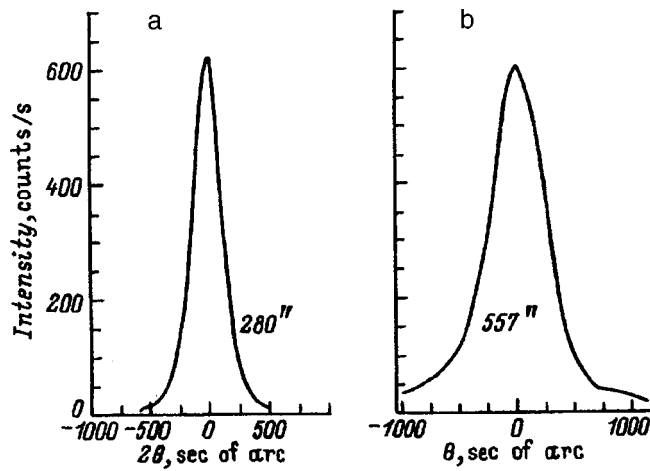 a
b
Intensity, counts/s
600
400
200
0
280"
557"
-1000 -500 0 500
-1000 0 1000
2θ, sec of arc
θ, sec of arc